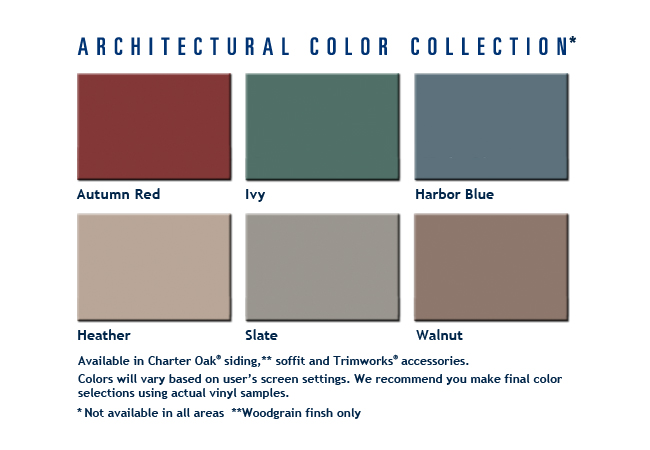 ARCHITECTURAL COLOR COLLECTION*
Autumn Red
Ivy
Harbor Blue
Heather
Slate
Walnut
Available in Charter Oak® siding,** soffit and Trimworks® accessories.
Colors will vary based on user's screen settings. We recommend you make final color
selections using actual vinyl samples.
* Not available in all areas **Woodgrain finsh only